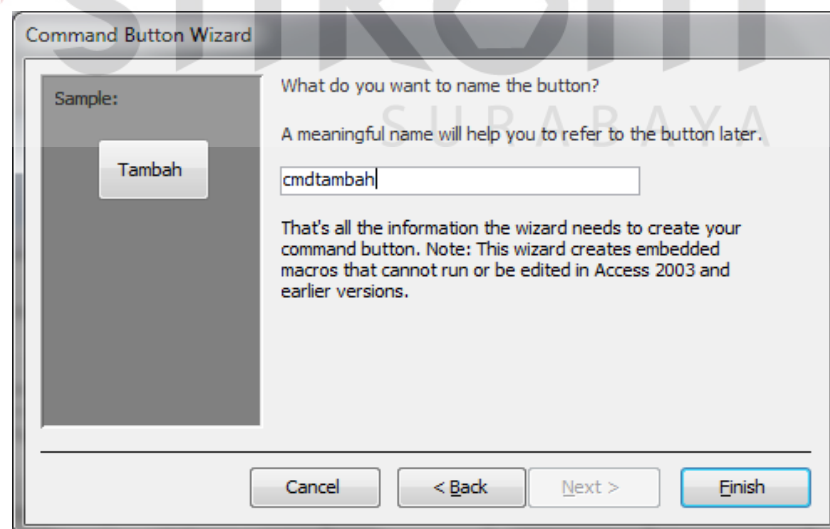 Command Button Wizard
Sample:
Tambah
What do you want to name the button?
SURABAYA
A meaningful name will help you to refer to the button later.
cmdtambah
That's all the information the wizard needs to create your
command button. Note: This wizard creates embedded
macros that cannot run or be edited in Access 2003 and
earlier versions.
Cancel
< Back
Next >
Finish